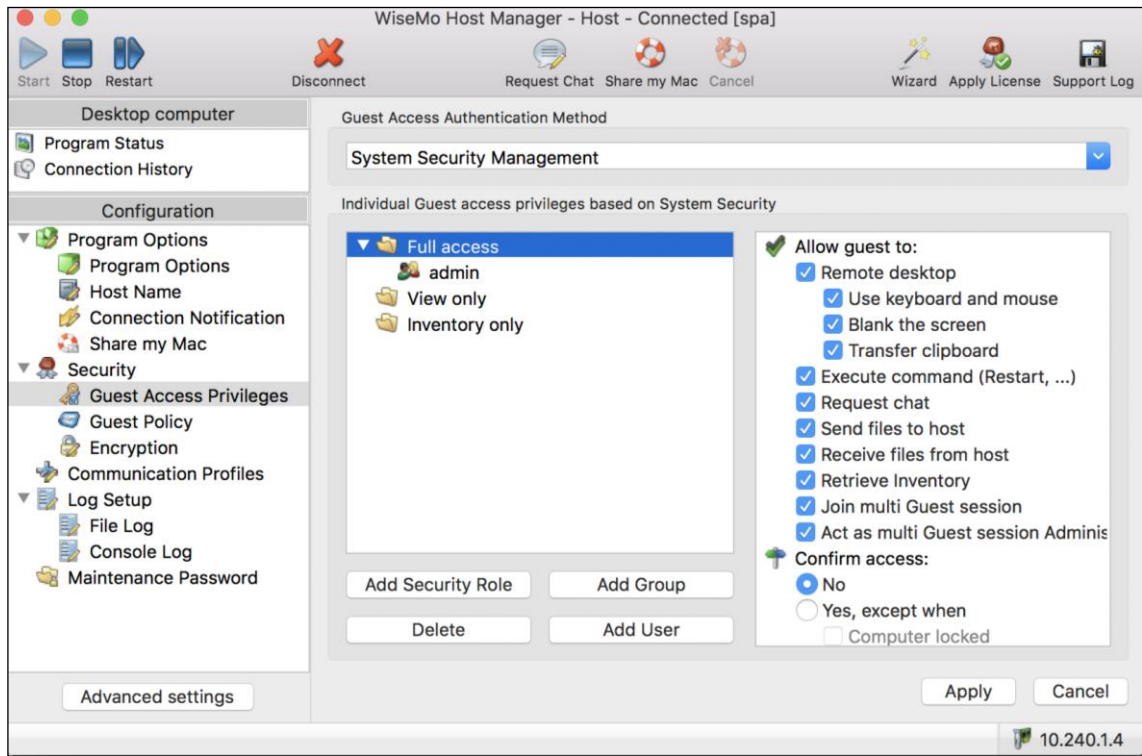 WiseMo Host Manager - Host - Connected [spa]
Start Stop Restart Disconnect Request Chat Share my Mac Cancel Wizard Apply License Support Log
Desktop computer
Program Status
Connection History
Configuration
Program Options
Program Options
Host Name
Connection Notification
Share my Mac
Security
Guest Access Privileges
Guest Policy
Encryption
Communication Profiles
Log Setup
File Log
Console Log
Maintenance Password
Advanced settings
Guest Access Authentication Method
System Security Management
Individual Guest access privileges based on System Security
Full access
admin
View only
Inventory only
Add Security Role Add Group
Delete Add User
Allow guest to:
Remote desktop
Use keyboard and mouse
Blank the screen
Transfer clipboard
Execute command (Restart, ...)
Request chat
Send files to host
Receive files from host
Retrieve Inventory
Join multi Guest session
Act as multi Guest session Adminis
Confirm access:
No
Yes, except when
Computer locked
Apply Cancel
10.240.1.4